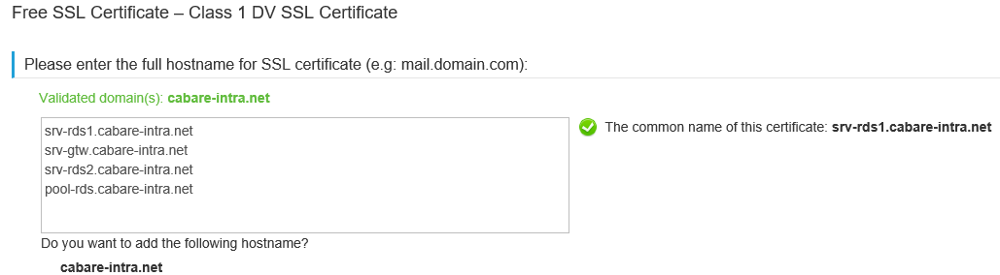 Free SSL Certificate – Class 1 DV SSL Certificate
Please enter the full hostname for SSL certificate (e.g: mail.domain.com):
Validated domain(s): cabare-intra.net
srv-rds1.cabare-intra.net
srv-gtw.cabare-intra.net
srv-rds2.cabare-intra.net
pool-rds.cabare-intra.net
The common name of this certificate: srv-rds1.cabare-intra.net
Do you want to add the following hostname?
cabare-intra.net